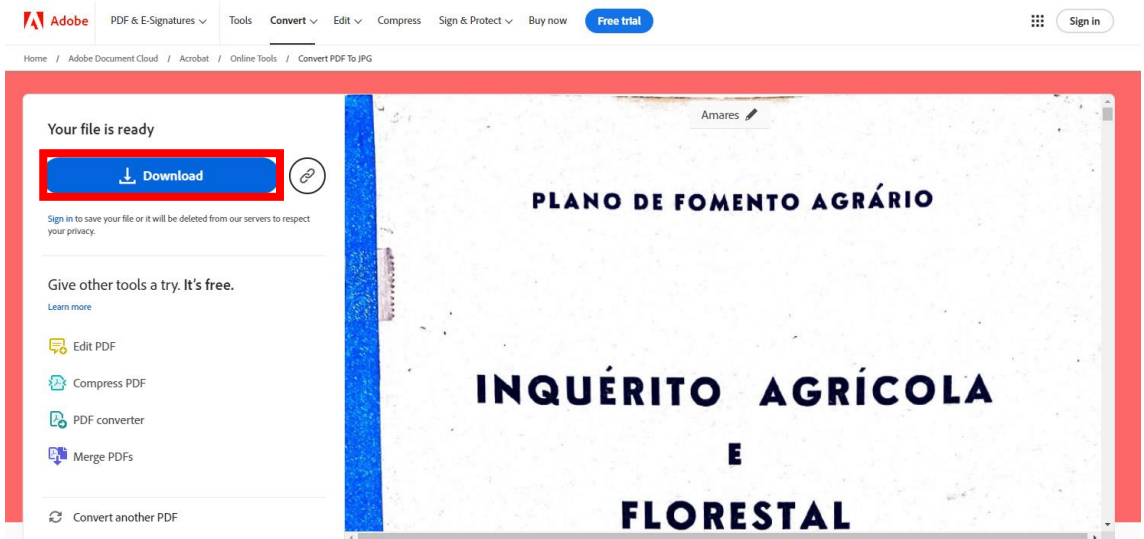 Adobe PDF & E-Signatures Tools Convert Edit Compress Sign & Protect Buy now Free trial Sign in
Home / Adobe Document Cloud / Acrobat / Online Tools / Convert PDF To JPG
Your file is ready
Download
Sign in to save your file or it will be deleted from our servers to respect
your privacy.
Give other tools a try. It's free.
Learn more
Edit PDF
Compress PDF
PDF converter
Merge PDFs
Convert another PDF
Amares
PLANO DE FOMENTO AGRÁRIO
INQUÉRITO AGRÍCOLA
E
FLORESTAL